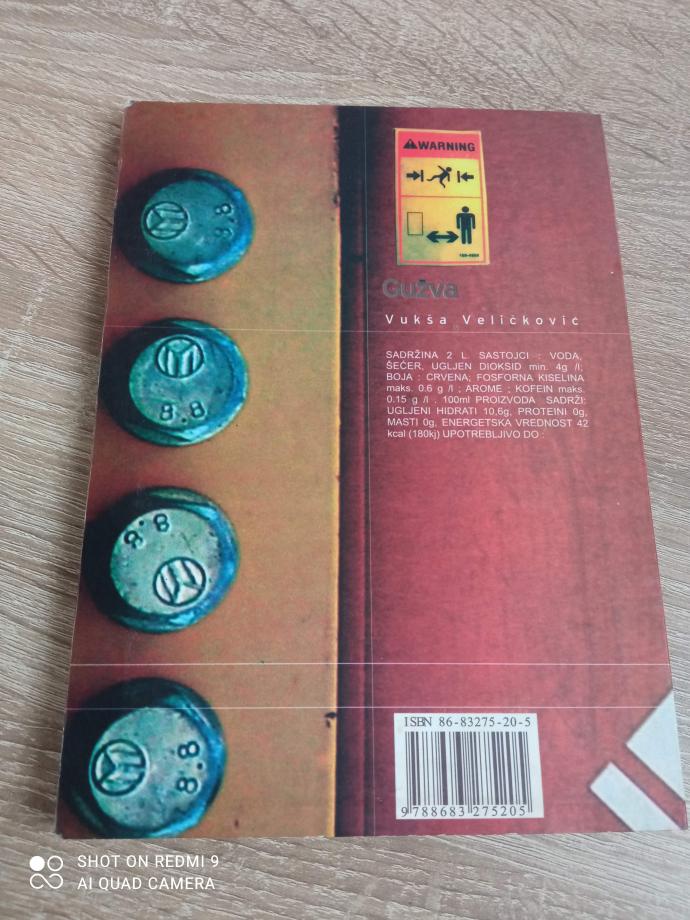 WARNING
Gužva
Vukša Veličković
SADRŽINA 2 L. SASTOJCI : VODA,
ŠEĆER, UGLJEN DIOKSID min. 4g /l;
BOJA : CRVENA; FOSFORNA KISELINA
maks. 0.6 g /l ; AROME ; KOFEIN maks.
0.15 g /l . 100ml PROIZVODA SADRŽI:
UGLJENI HIDRATI 10,6g, PROTEINI 0g,
MASTI 0g, ENERGETSKA VREDNOST 42
kcal (180kj) UPOTREBLJIVO DO :
8.8
8.8
8.8
8.8
ISBN 86-83275-20-5
9788683275205
SHOT ON REDMI 9
AI QUAD CAMERA